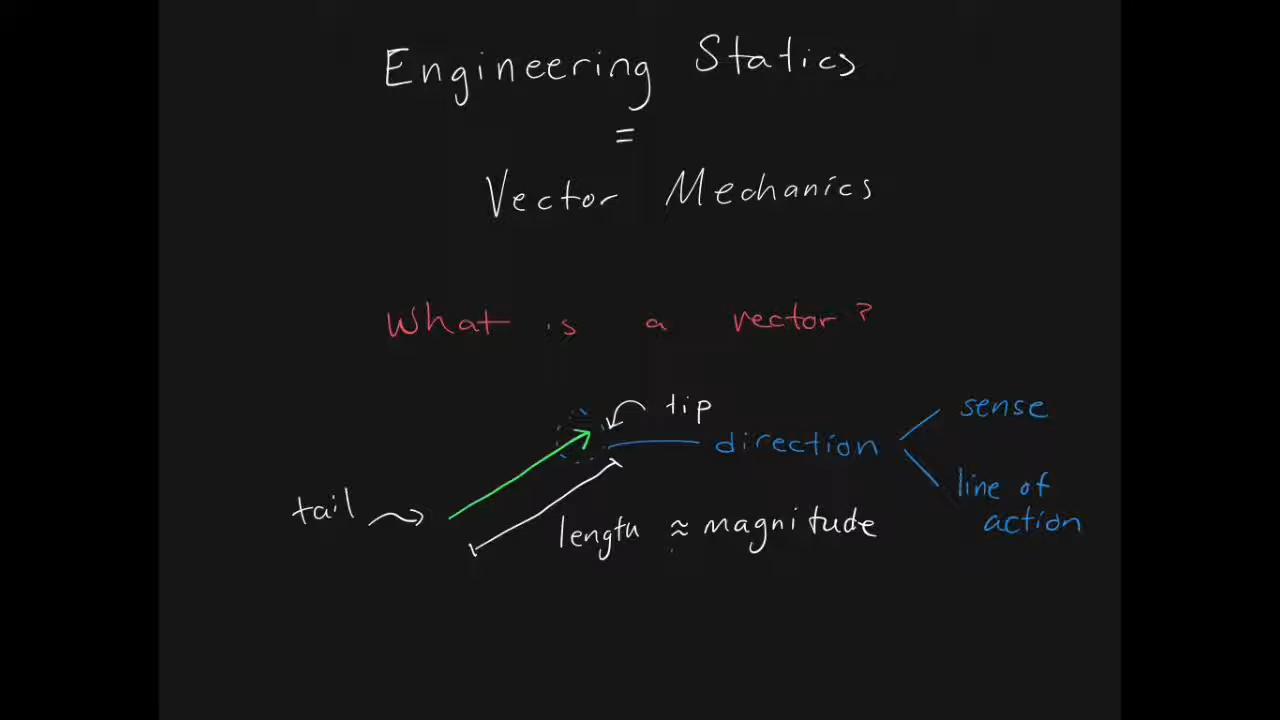 Engineering Statics
=
Vector Mechanics
What is a vector?
tip
sense
direction
line of
action
tail
length ≈ magnitude